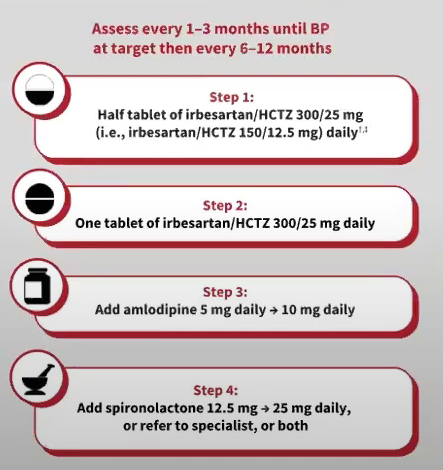 Assess every 1–3 months until BP
at target then every 6–12 months
Step 1:
Half tablet of irbesartan/HCTZ 300/25 mg
(i.e., irbesartan/HCTZ 150/12.5 mg) daily†,‡
Step 2:
One tablet of irbesartan/HCTZ 300/25 mg daily
Step 3:
Add amlodipine 5 mg daily → 10 mg daily
Step 4:
Add spironolactone 12.5 mg → 25 mg daily,
or refer to specialist, or both